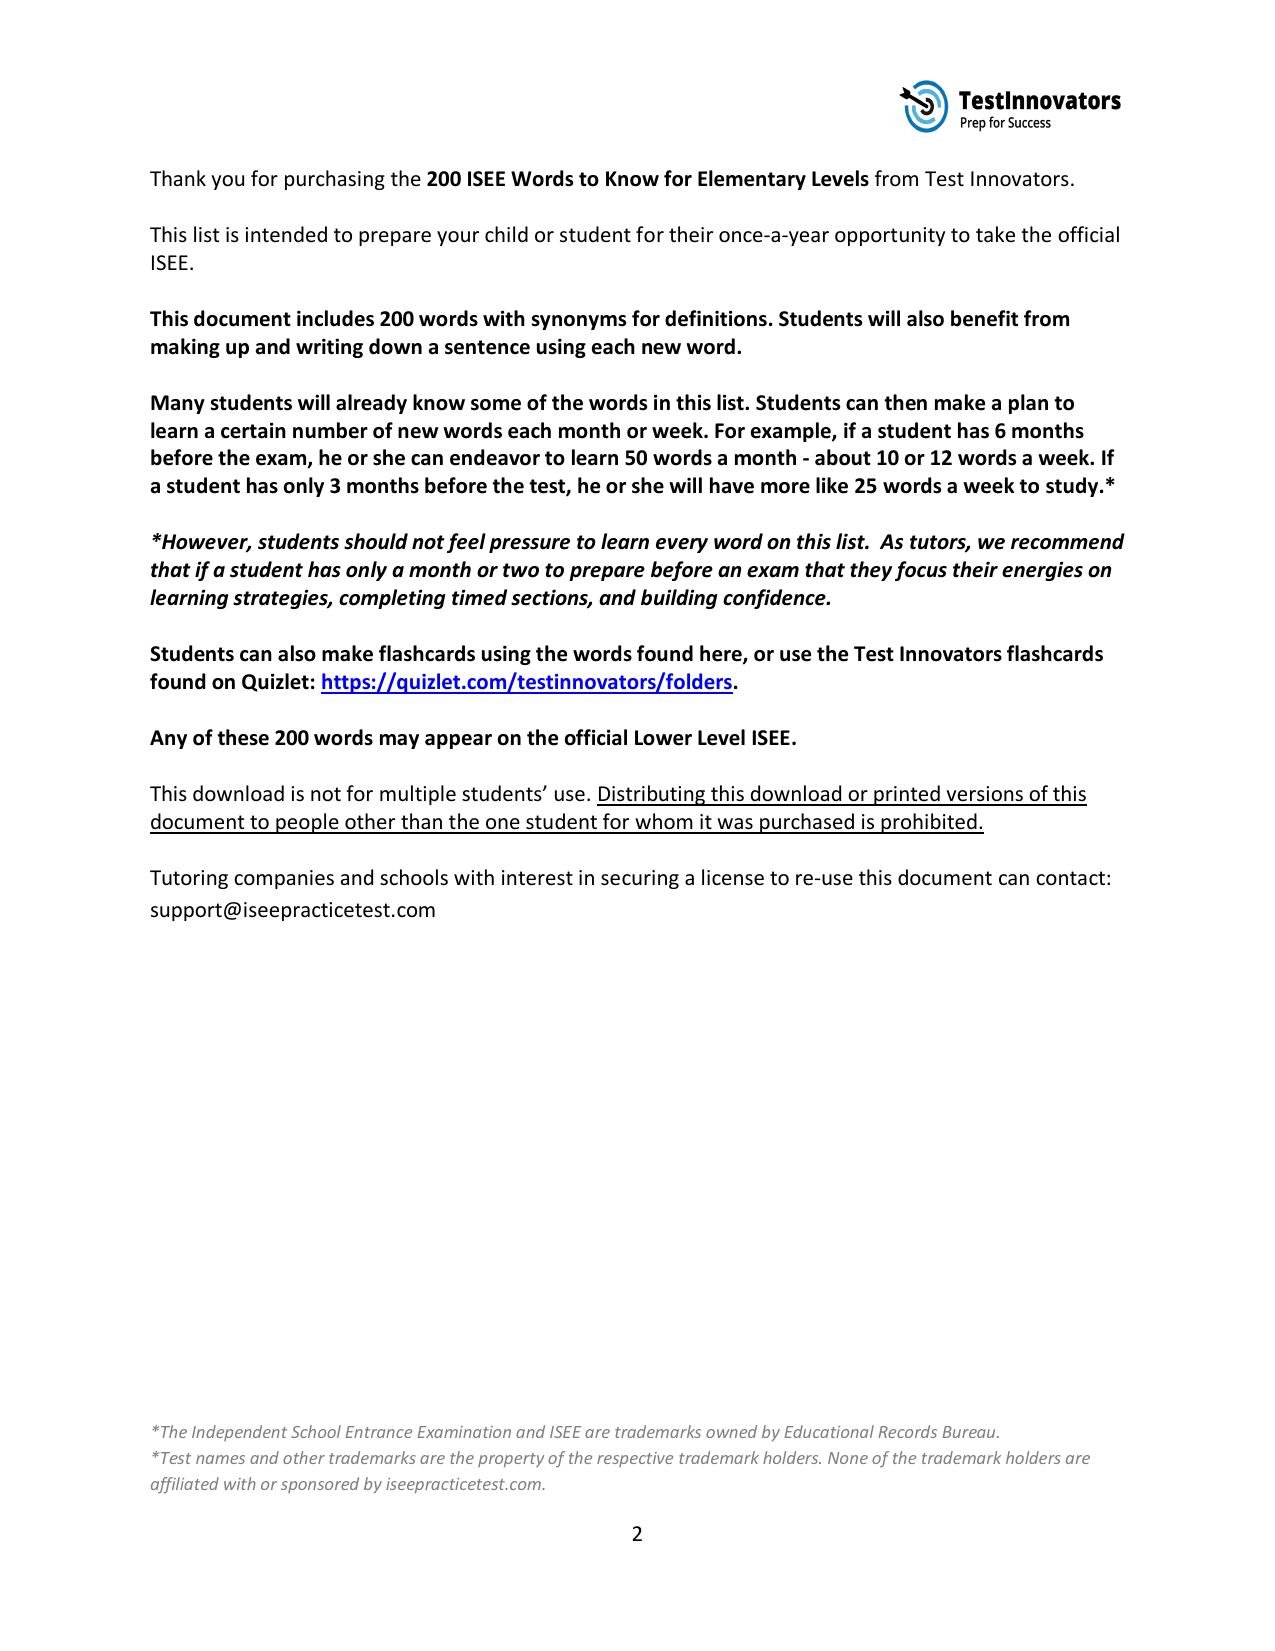 TestInnovators
Prep for Success
Thank you for purchasing the 200 ISEE Words to Know for Elementary Levels from Test Innovators.
This list is intended to prepare your child or student for their once-a-year opportunity to take the official
ISEE.
This document includes 200 words with synonyms for definitions. Students will also benefit from
making up and writing down a sentence using each new word.
Many students will already know some of the words in this list. Students can then make a plan to
learn a certain number of new words each month or week. For example, if a student has 6 months
before the exam, he or she can endeavor to learn 50 words a month - about 10 or 12 words a week. If
a student has only 3 months before the test, he or she will have more like 25 words a week to study.*
*However, students should not feel pressure to learn every word on this list.  As tutors, we recommend
that if a student has only a month or two to prepare before an exam that they focus their energies on
learning strategies, completing timed sections, and building confidence.
Students can also make flashcards using the words found here, or use the Test Innovators flashcards
found on Quizlet: https://quizlet.com/testinnovators/folders.
Any of these 200 words may appear on the official Lower Level ISEE.
This download is not for multiple students’ use. Distributing this download or printed versions of this
document to people other than the one student for whom it was purchased is prohibited.
Tutoring companies and schools with interest in securing a license to re-use this document can contact:
support@iseepracticetest.com
*The Independent School Entrance Examination and ISEE are trademarks owned by Educational Records Bureau.
*Test names and other trademarks are the property of the respective trademark holders. None of the trademark holders are
affiliated with or sponsored by iseepracticetest.com.
2